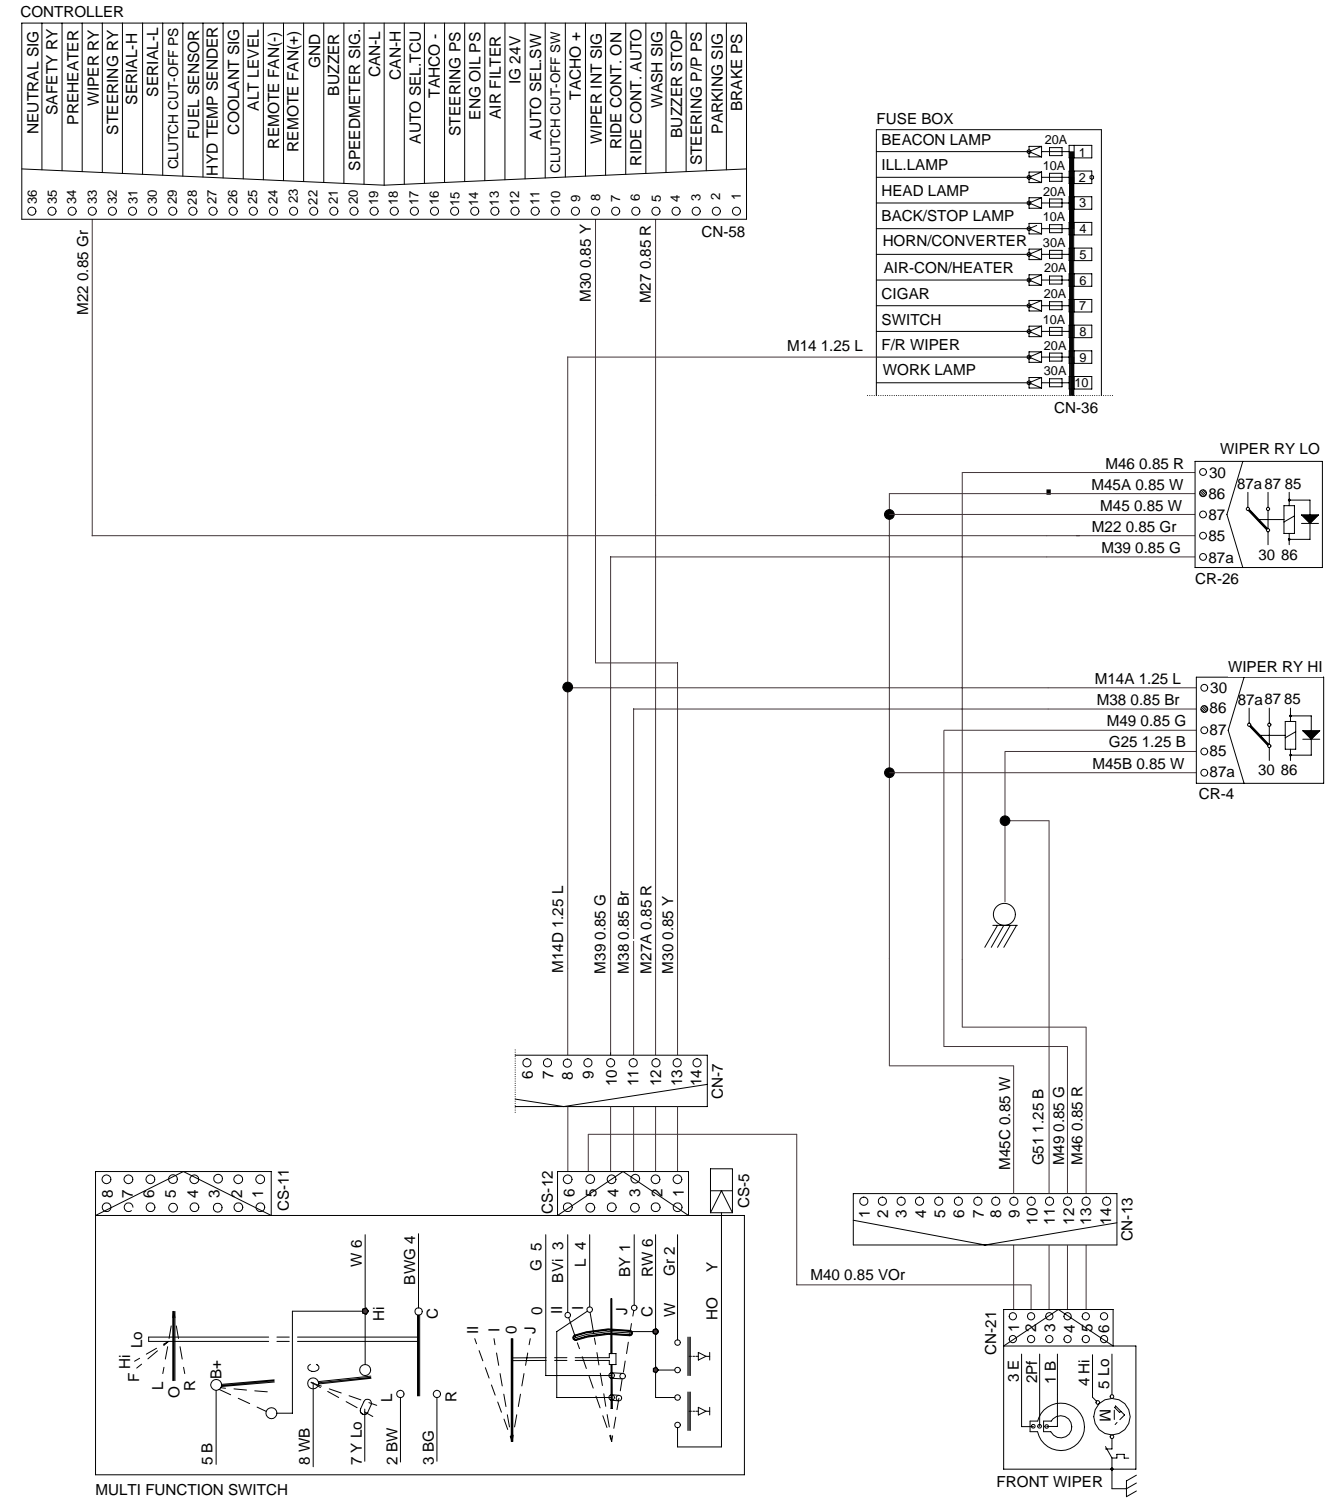 CONTROLLER
NEUTRAL SIG
SAFETY RY
PREHEATER
WIPER RY
STEERING RY
SERIAL-H
SERIAL-L
CLUTCH CUT-OFF PS
FUEL SENSOR
HYD TEMP SENDER
COOLANT SIG
ALT LEVEL
REMOTE FAN(-)
REMOTE FAN(+)
GND
BUZZER
SPEEDMETER SIG.
CAN-L
CAN-H
AUTO SEL.TCU
TAHCO -
STEERING PS
ENG OIL PS
AIR FILTER
IG 24V
AUTO SEL.SW
CLUTCH CUT-OFF SW
TACHO +
WIPER INT SIG
RIDE CONT. ON
RIDE CONT. AUTO
WASH SIG
BUZZER STOP
STEERING P/P PS
PARKING SIG
BRAKE PS
36 35 34 33 32 31 30 29 28 27 26 25 24 23 22 21 20 19 18 17 16 15 14 13 12 11 10 9 8 7 6 5 4 3 2 1
CN-58
M22 0.85 Gr
M30 0.85 Y
M27 0.85 R
FUSE BOX
BEACON LAMP 20A 1
ILL.LAMP 10A 2
HEAD LAMP 20A 3
BACK/STOP LAMP 10A 4
HORN/CONVERTER 30A 5
AIR-CON/HEATER 20A 6
CIGAR 20A 7
SWITCH 10A 8
M14 1.25 L F/R WIPER 20A 9
WORK LAMP 30A 10
CN-36
WIPER RY LO
M46 0.85 R 30
M45A 0.85 W 86
M45 0.85 W 87
M22 0.85 Gr 85
M39 0.85 G 87a
87a 87 85
30 86
CR-26
WIPER RY HI
M14A 1.25 L 30
M38 0.85 Br 86
M49 0.85 G 87
G25 1.25 B 85
M45B 0.85 W 87a
87a 87 85
30 86
CR-4
M14D 1.25 L
M39 0.85 G
M38 0.85 Br
M27A 0.85 R
M30 0.85 Y
6 7 8 9 10 11 12 13 14
CN-7
M45C 0.85 W
G51 1.25 B
M49 0.85 G
M46 0.85 R
8 7 6 5 4 3 2 1
CS-11
CS-12
6 5 4 3 2 1
CS-5
1 2 3 4 5 6 7 8 9 10 11 12 13 14
CN-13
M40 0.85 VOr
W 6
BWG 4
G 5
BVi 3
L 4
BY 1
RW 6
Gr 2
Y
HO
0
II
I
J
C
W
Hi
C
Lo
Hi
F
L
O
R
B+
C
L
R
II
I
0
J
5 B
8 WB
7 Y Lo
2 BW
3 BG
MULTI FUNCTION SWITCH
CN-21
1 2 3 4 5 6
3 E
2Pf
1 B
4 Hi
5 Lo
M
FRONT WIPER